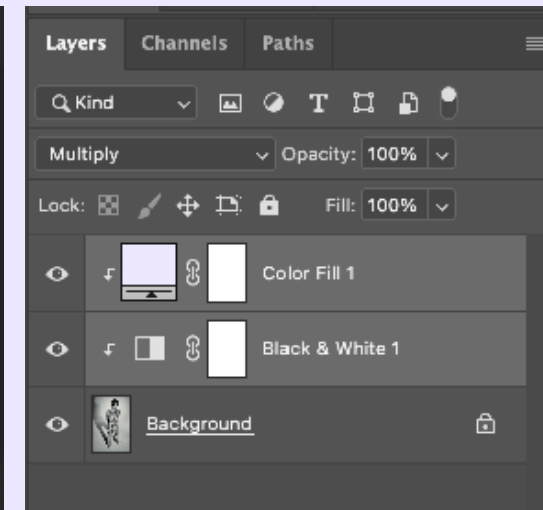 Layers Channels Paths
Kind T
Multiply Opacity: 100%
Lock: Fill: 100%
Color Fill 1
Black & White 1
Background